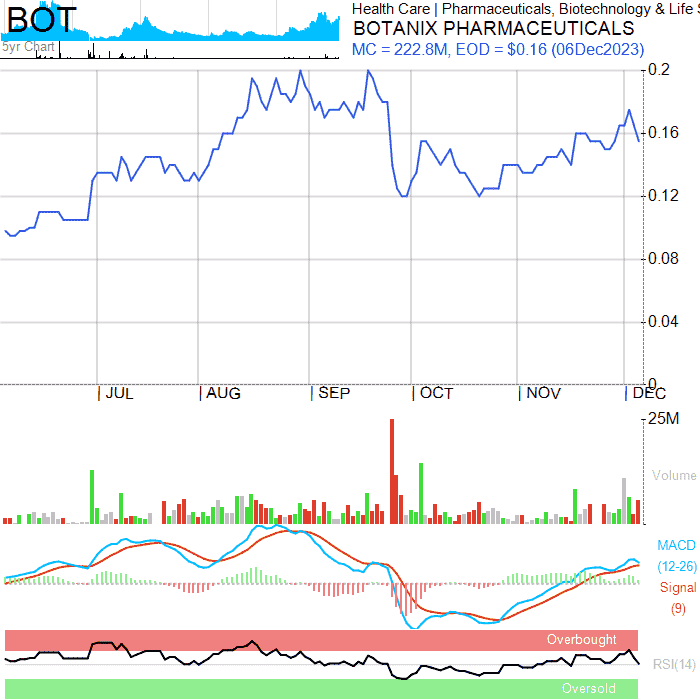 BOT
5yr Chart
Health Care | Pharmaceuticals, Biotechnology & Life S
BOTANIX PHARMACEUTICALS
MC = 222.8M, EOD = $0.16 (06Dec2023)
0.2
0.16
0.12
0.08
0.04
0
| JUL | AUG | SEP | OCT | NOV | DEC
25M
Volume
MACD
(12-26)
Signal
(9)
Overbought
RSI(14)
Oversold